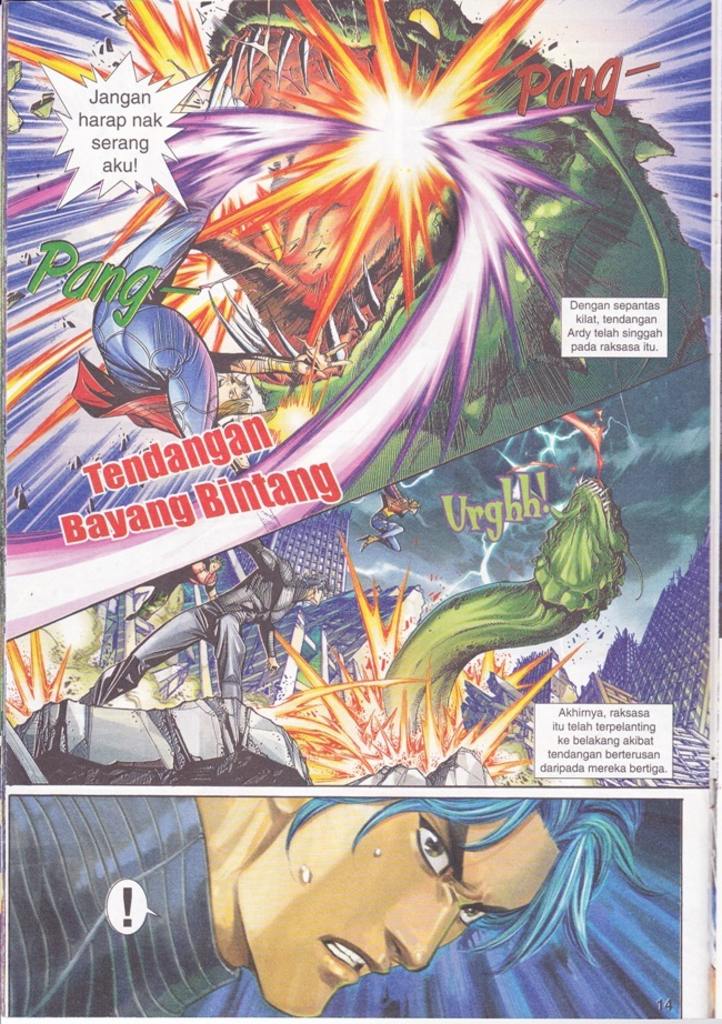 Jangan
harap nak
serang
aku!
Pang—
Pang—
Dengan sepantas
kilat, tendangan
Ardy telah singgah
pada raksasa itu.
Tendangan
Bayang Bintang
Urghh!
Akhirnya, raksasa
itu telah terpelanting
ke belakang akibat
tendangan berterusan
daripada mereka bertiga.
!
14